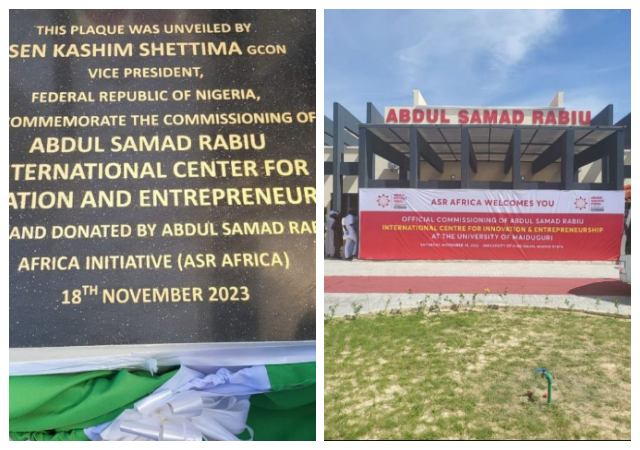 THIS PLAQUE WAS UNVEILED BY
SEN KASHIM SHETTIMA GCON
VICE PRESIDENT,
FEDERAL REPUBLIC OF NIGERIA,
OMMEMORATE THE COMMISSIONING OF
ABDUL SAMAD RABIU
TERNATIONAL CENTER FOR
ATION AND ENTREPRENEUR
AND DONATED BY ABDUL SAMAD RAB
AFRICA INITIATIVE (ASR AFRICA)
18TH NOVEMBER 2023
ABDUL SAMAD RABIU
ASR AFRICA WELCOMES YOU
OFFICIAL COMMISSIONING OF ABDUL SAMAD RABIU
INTERNATIONAL CENTRE FOR INNOVATION & ENTREPRENEURSHIP
AT THE UNIVERSITY OF MAIDUGURI